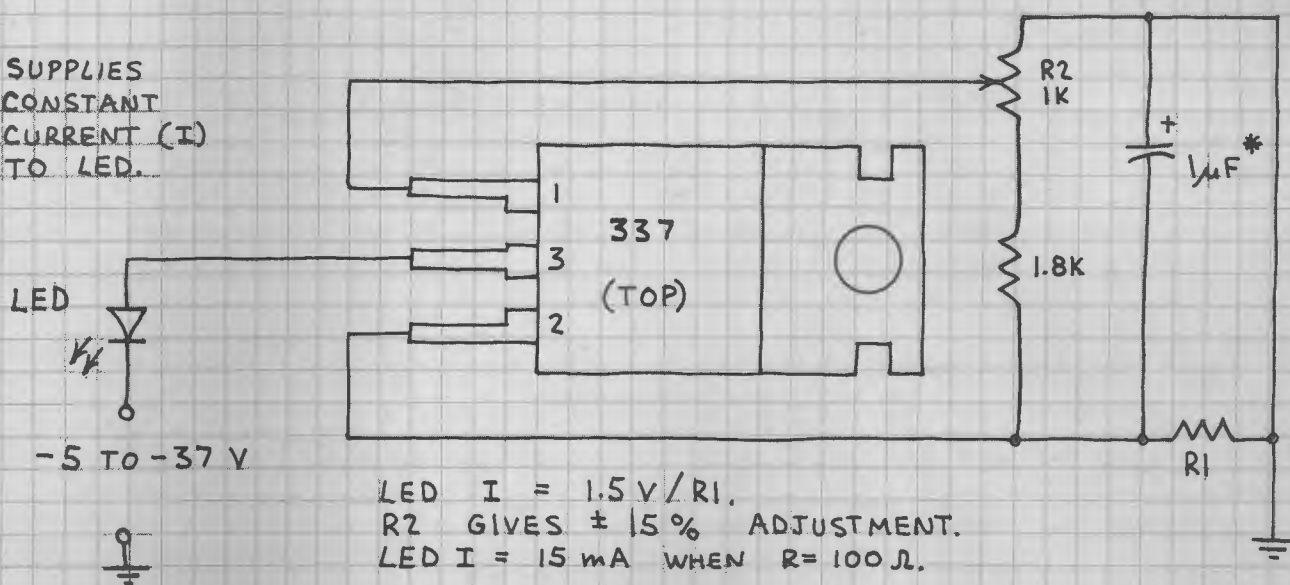 SUPPLIES
CONSTANT
CURRENT (I)
TO LED.
R2
1K
+
1µF*
1
337
3
(TOP)
2
1.8K
LED
-5 TO -37 V
R1
LED I = 1.5 V/R1.
R2 GIVES ± 15% ADJUSTMENT.
LED I = 15 mA WHEN R=100 Ω.